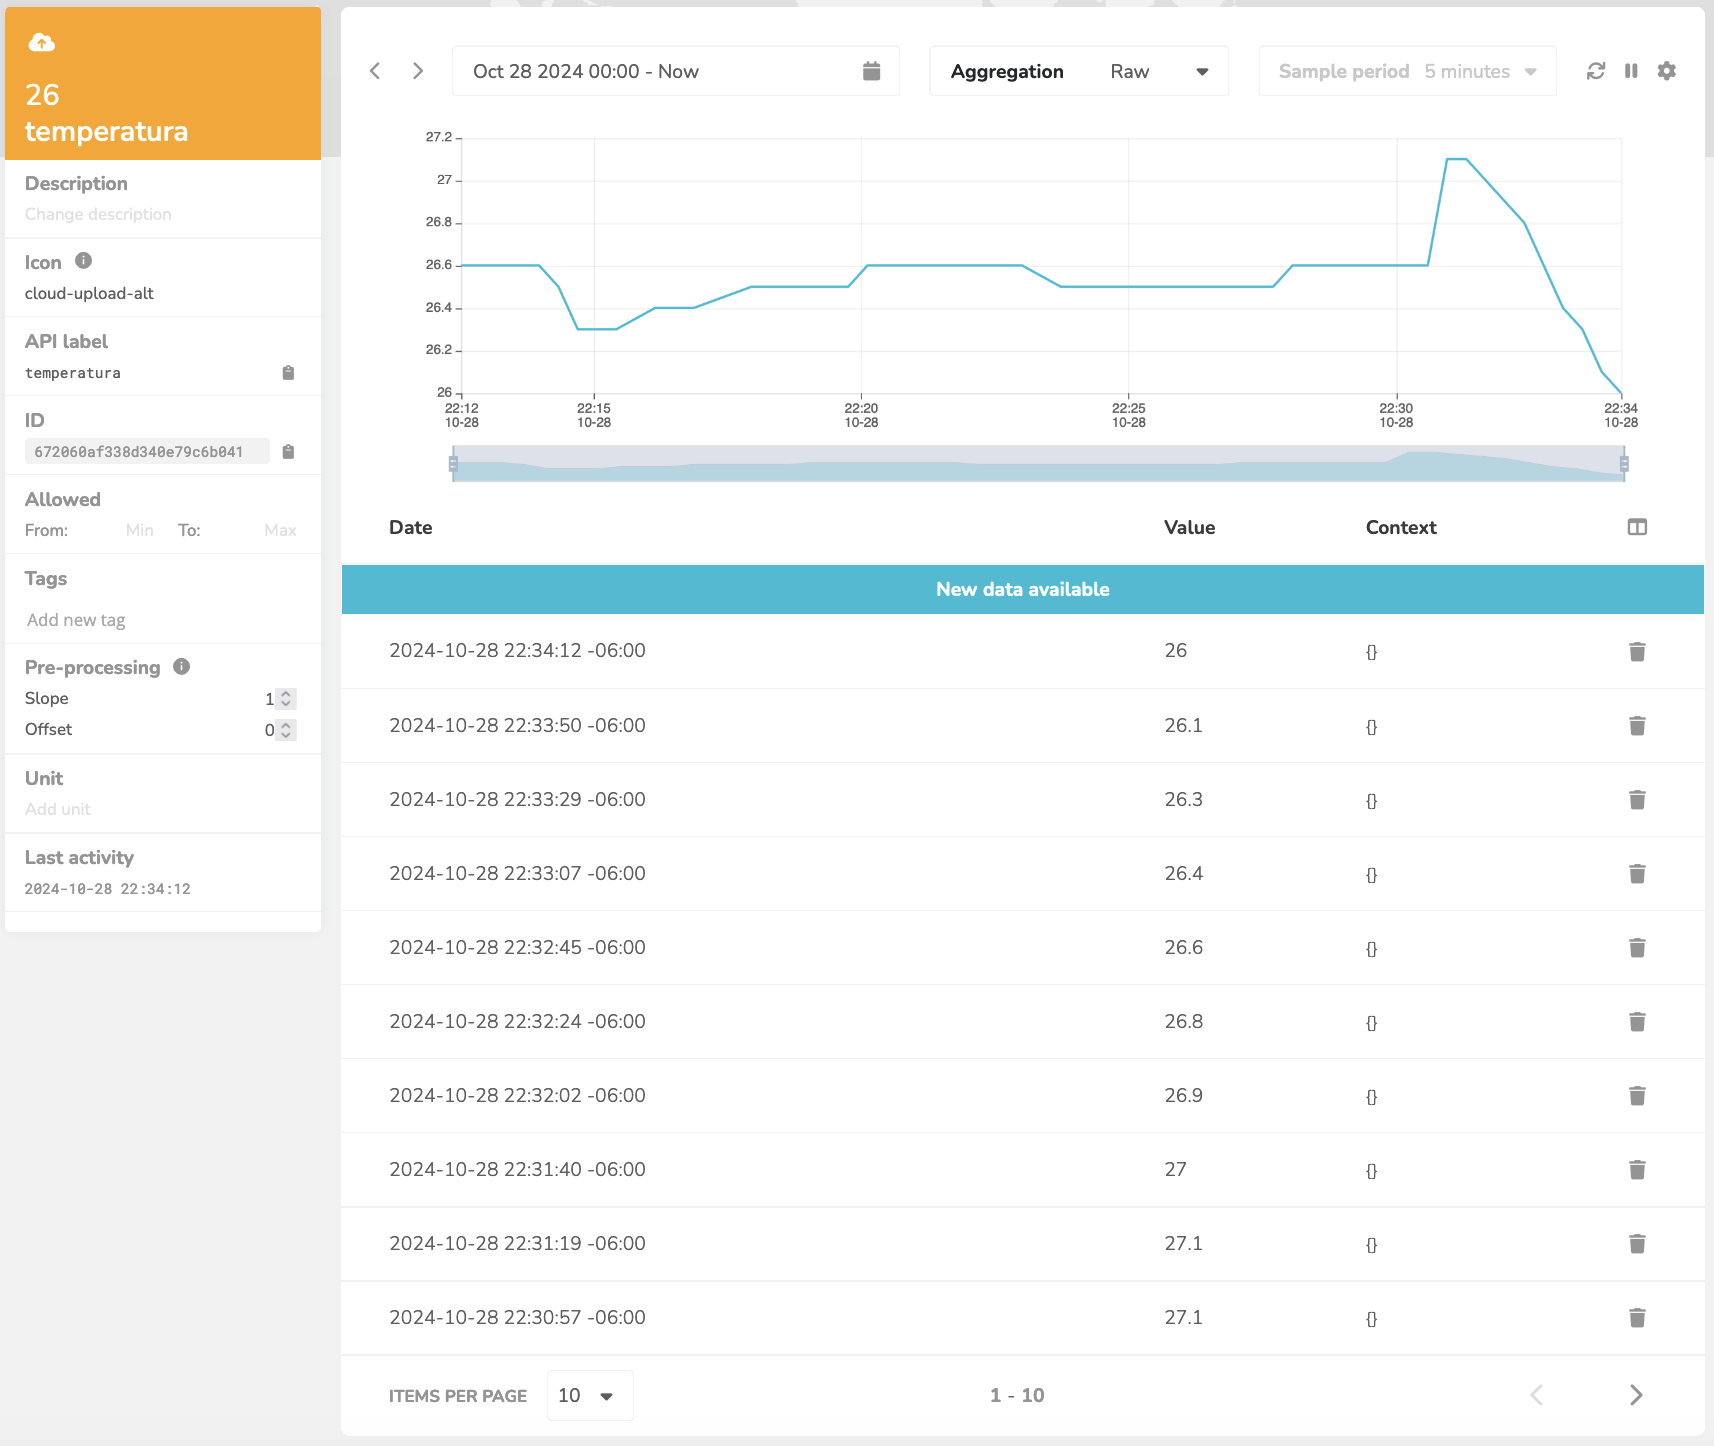 26
temperatura
Description
Change description
Icon
cloud-upload-alt
API label
temperatura
ID
672060af338d340e79c6b041
Allowed
From: Min To: Max
Tags
Add new tag
Pre-processing
Slope 1
Offset 0
Unit
Add unit
Last activity
2024-10-28 22:34:12
Oct 28 2024 00:00 - Now
Aggregation Raw
Sample period 5 minutes
27.2
27
26.8
26.6
26.4
26.2
26
22:12 22:15 22:20 22:25 22:30 22:34
10-28 10-28 10-28 10-28 10-28 10-28
Date Value Context
New data available
2024-10-28 22:34:12 -06:00 26 {}
2024-10-28 22:33:50 -06:00 26.1 {}
2024-10-28 22:33:29 -06:00 26.3 {}
2024-10-28 22:33:07 -06:00 26.4 {}
2024-10-28 22:32:45 -06:00 26.6 {}
2024-10-28 22:32:24 -06:00 26.8 {}
2024-10-28 22:32:02 -06:00 26.9 {}
2024-10-28 22:31:40 -06:00 27 {}
2024-10-28 22:31:19 -06:00 27.1 {}
2024-10-28 22:30:57 -06:00 27.1 {}
ITEMS PER PAGE 10 1 - 10